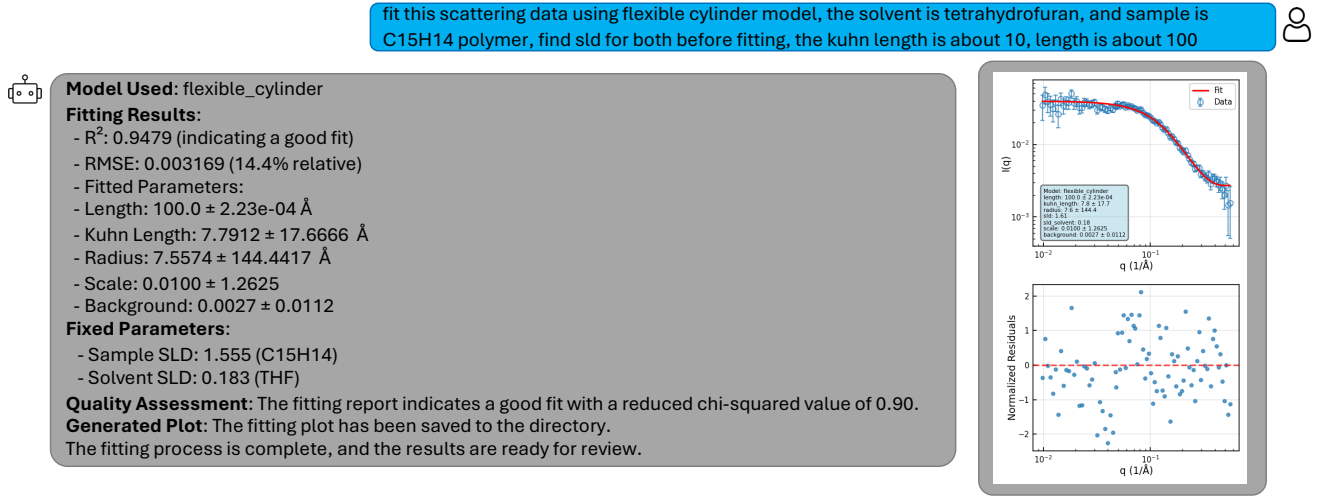 fit this scattering data using flexible cylinder model, the solvent is tetrahydrofuran, and sample is
C15H14 polymer, find sld for both before fitting, the kuhn length is about 10, length is about 100
Model Used: flexible_cylinder
Fitting Results:
- R²: 0.9479 (indicating a good fit)
- RMSE: 0.003169 (14.4% relative)
- Fitted Parameters:
- Length: 100.0 ± 2.23e-04 Å
- Kuhn Length: 7.7912 ± 17.6666 Å
- Radius: 7.5574 ± 144.4417 Å
- Scale: 0.0100 ± 1.2625
- Background: 0.0027 ± 0.0112
Fixed Parameters:
- Sample SLD: 1.555 (C15H14)
- Solvent SLD: 0.183 (THF)
Quality Assessment: The fitting report indicates a good fit with a reduced chi-squared value of 0.90.
Generated Plot: The fitting plot has been saved to the directory.
The fitting process is complete, and the results are ready for review.
Fit
Data
I(q)
10⁻²
10⁻³
Model: flexible_cylinder
length: 100.0 ± 2.23e-04
kuhn_length: 7.8 ± 17.7
radius: 7.6 ± 144.4
sld: 1.61
sld_solvent: 0.18
scale: 0.0100 ± 1.2625
background: 0.0027 ± 0.0112
10⁻² 10⁻¹
q (1/Å)
Normalized Residuals
2
1
0
−1
−2
10⁻² 10⁻¹
q (1/Å)